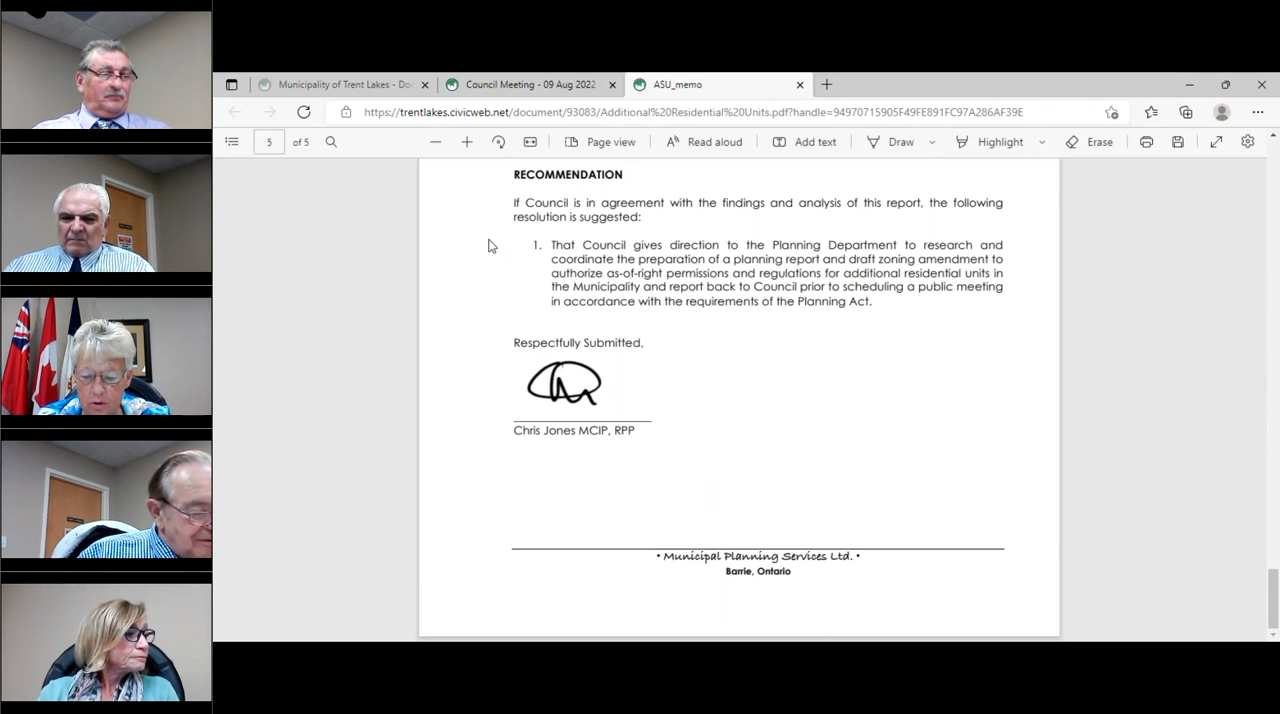 Municipality of Trent Lakes - Doc
Council Meeting - 09 Aug 2022
ASU_memo
https://trentlakes.civicweb.net/document/93083/Additional%20Residential%20Units.pdf?handle=94970715905F49FE891FC97A286AF39E
5 of 5 Page view Read aloud Add text Draw Highlight Erase
RECOMMENDATION
If Council is in agreement with the findings and analysis of this report, the following
resolution is suggested:
1. That Council gives direction to the Planning Department to research and
coordinate the preparation of a planning report and draft zoning amendment to
authorize as-of-right permissions and regulations for additional residential units in
the Municipality and report back to Council prior to scheduling a public meeting
in accordance with the requirements of the Planning Act.
Respectfully Submitted,
Chris Jones MCIP, RPP
• Municipal Planning Services Ltd. •
Barrie, Ontario